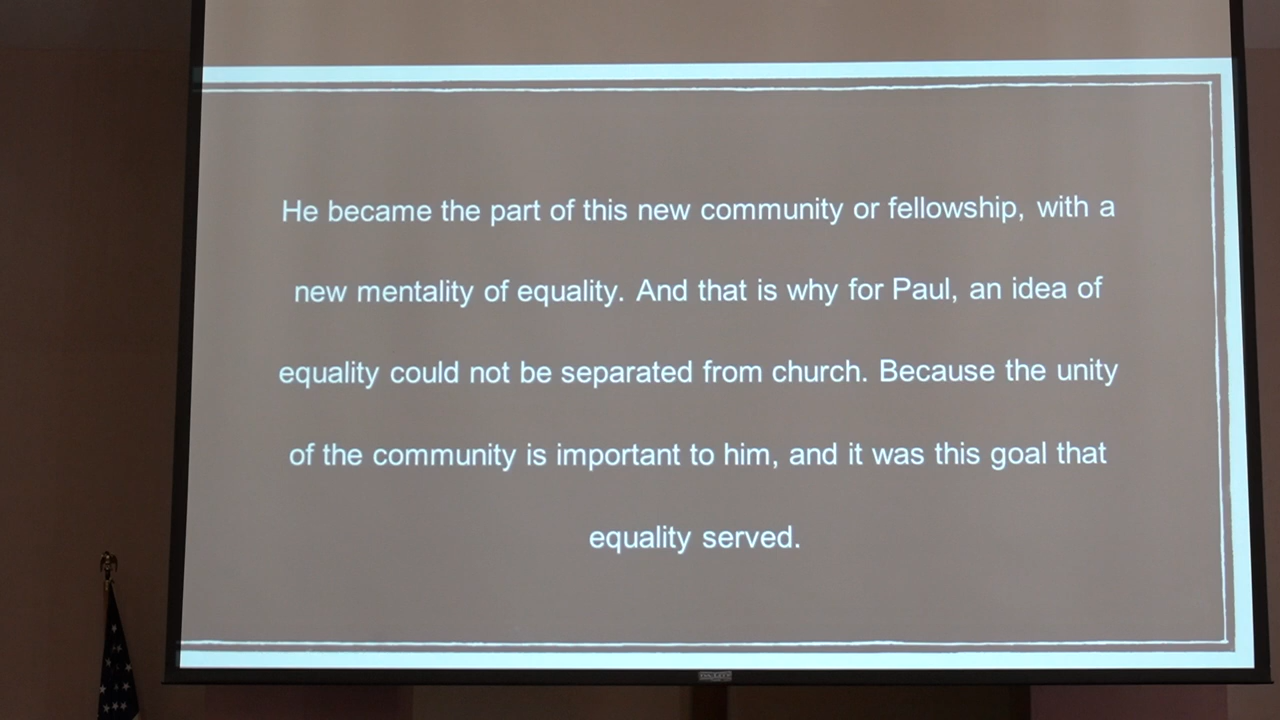 He became the part of this new community or fellowship, with a
new mentality of equality. And that is why for Paul, an idea of
equality could not be separated from church. Because the unity
of the community is important to him, and it was this goal that
equality served.